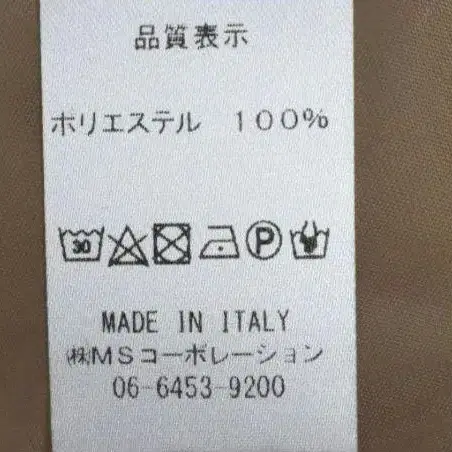 品質表示
ポリエステル 100%
30 P
MADE IN ITALY
㈱MSコーポレーション
06-6453-9200